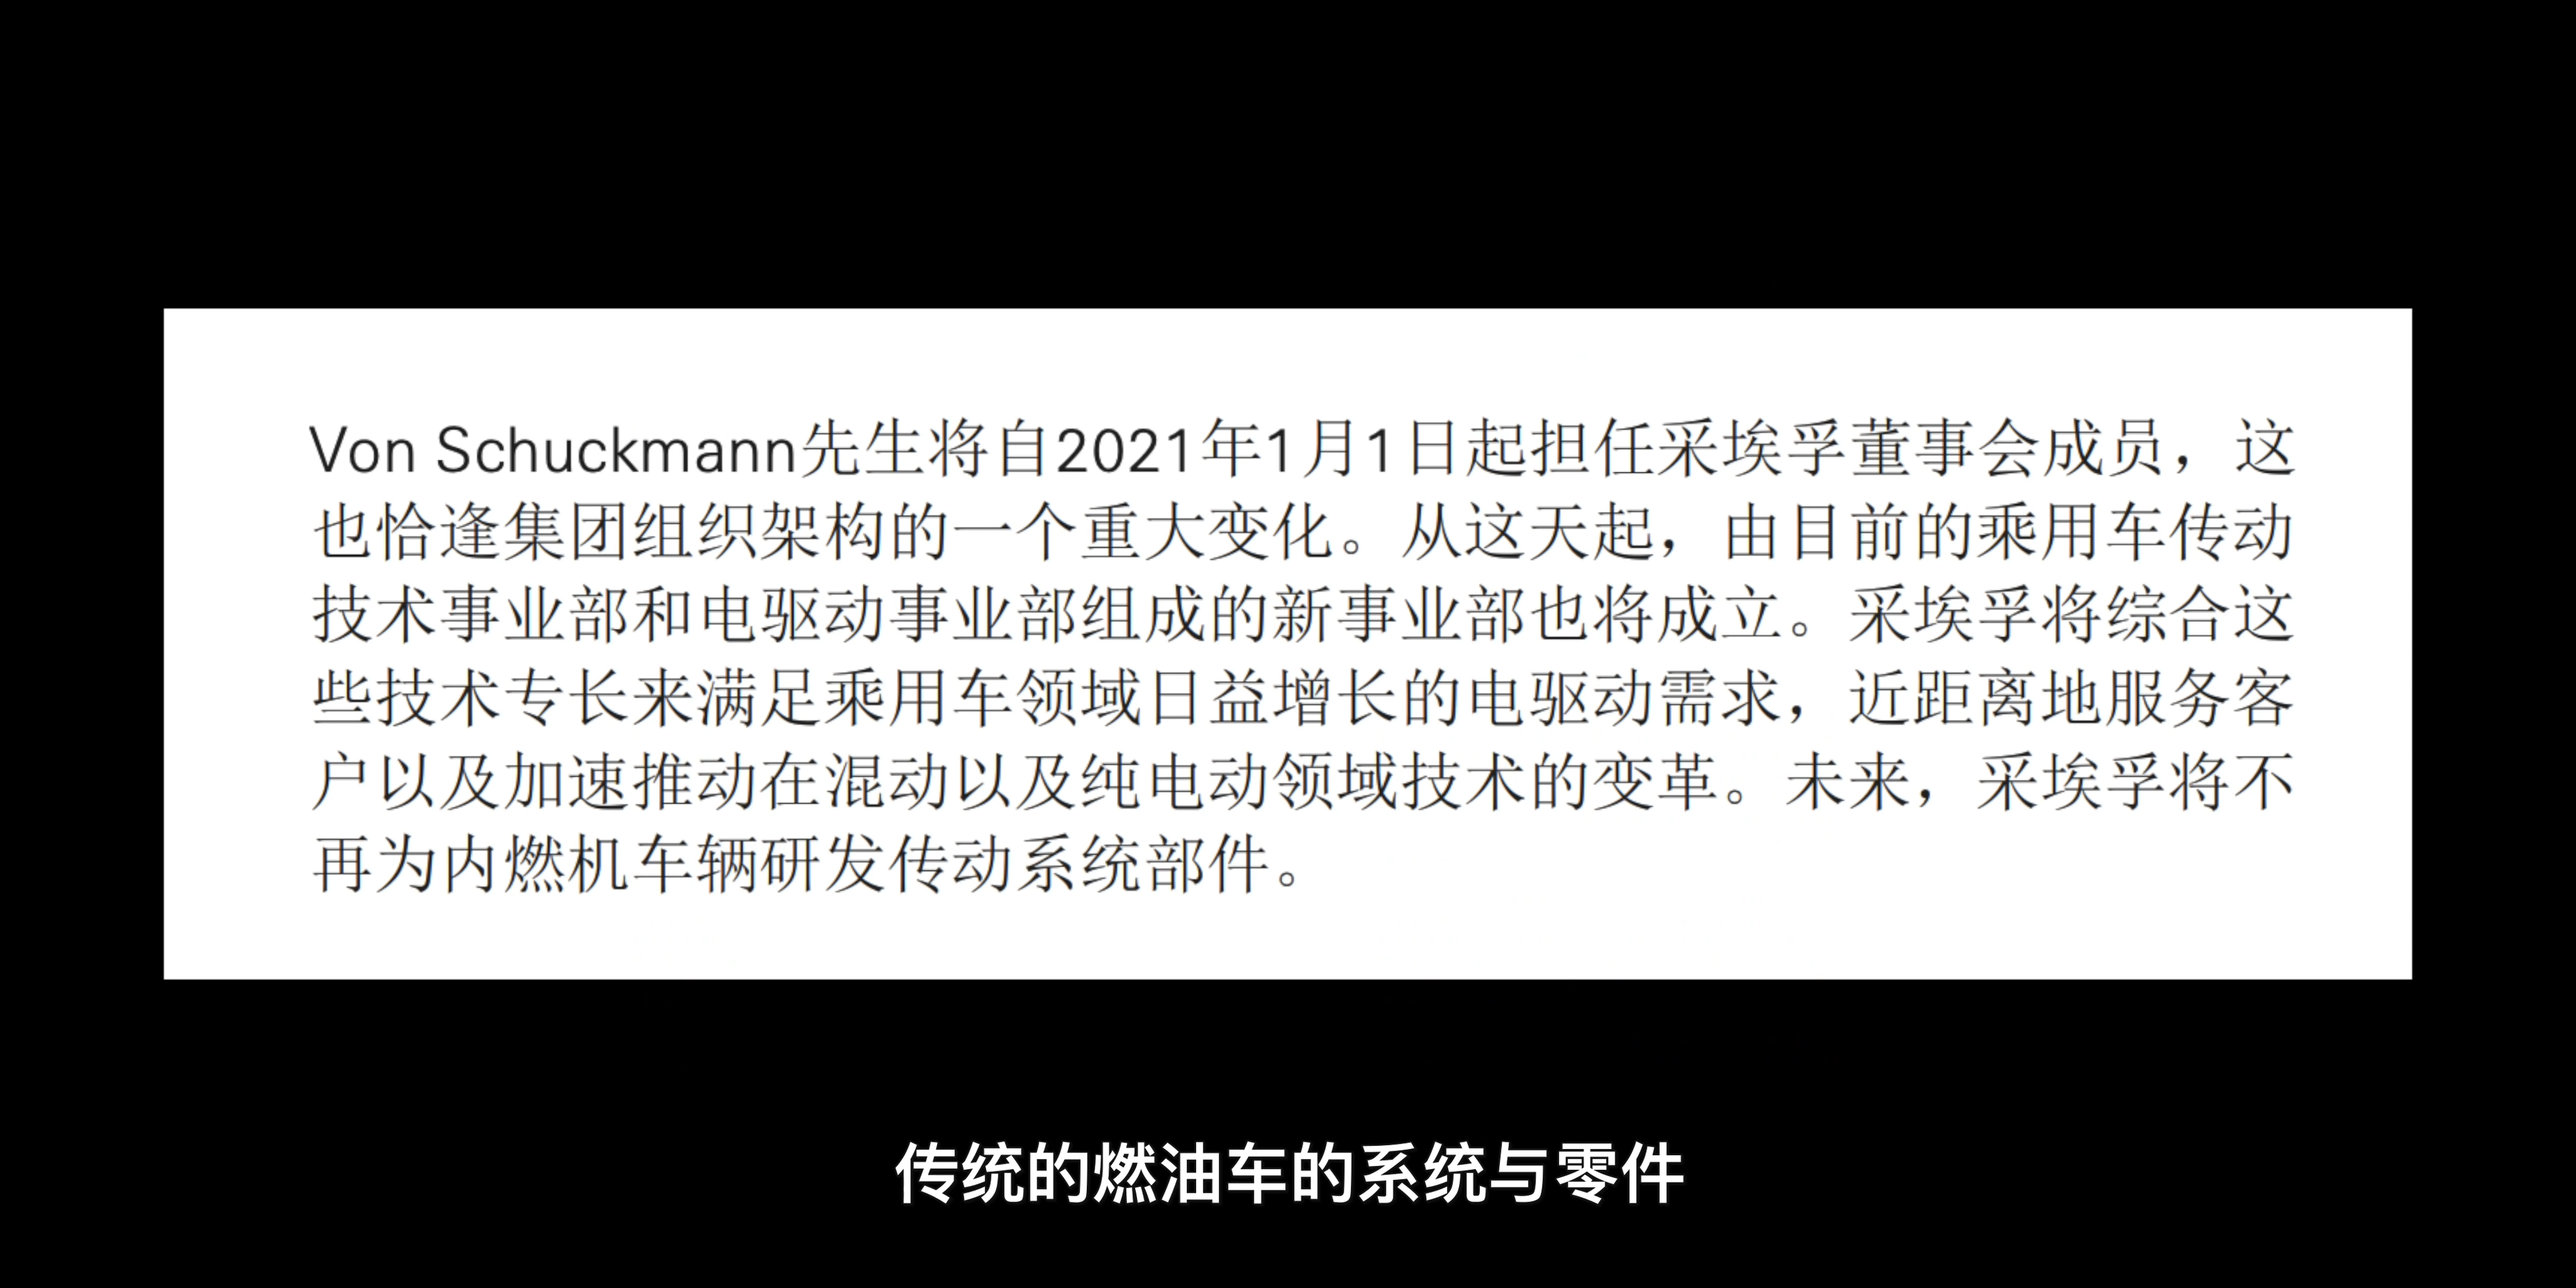 Von Schuckmann先生将自2021年1月1日起担任采埃孚董事会成员，这
也恰逢集团组织架构的一个重大变化。从这天起，由目前的乘用车传动
技术事业部和电驱动事业部组成的新事业部也将成立。采埃孚将综合这
些技术专长来满足乘用车领域日益增长的电驱动需求，近距离地服务客
户以及加速推动在混动以及纯电动领域技术的变革。未来，采埃孚将不
再为内燃机车辆研发传动系统部件。
传统的燃油车的系统与零件